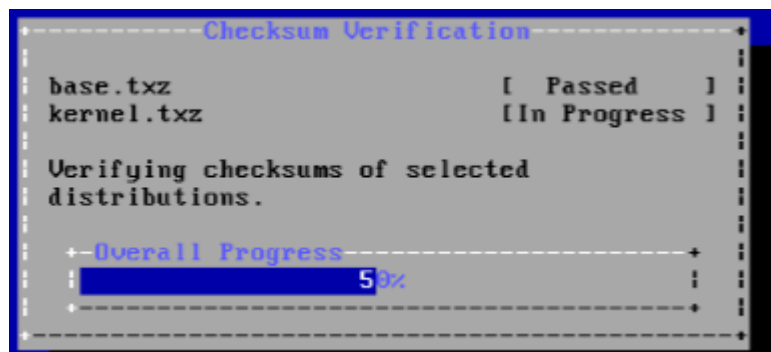 Checksum Verification
base.txz [ Passed ]
kernel.txz [In Progress ]
Verifying checksums of selected
distributions.
Overall Progress
50%